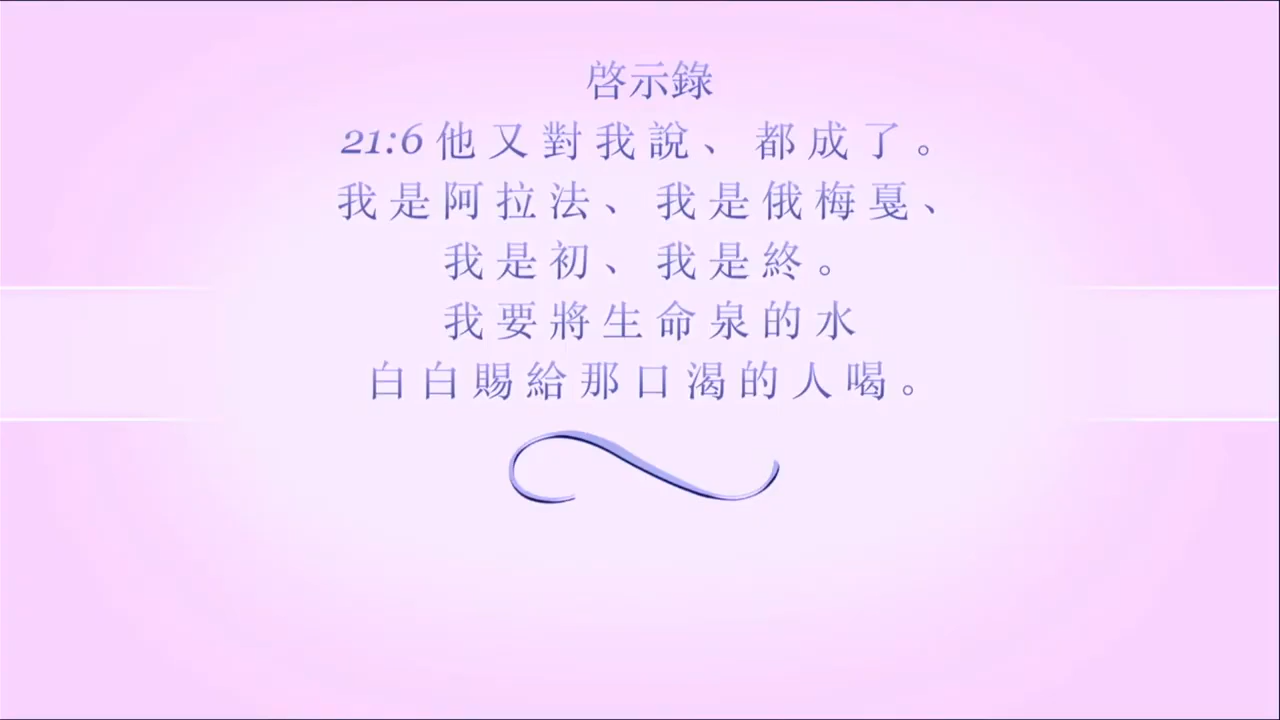 啓示錄
21:6 他又對我說、都成了。
我是阿拉法、我是俄梅戛、
我是初、我是終。
我要將生命泉的水
白白賜給那口渴的人喝。